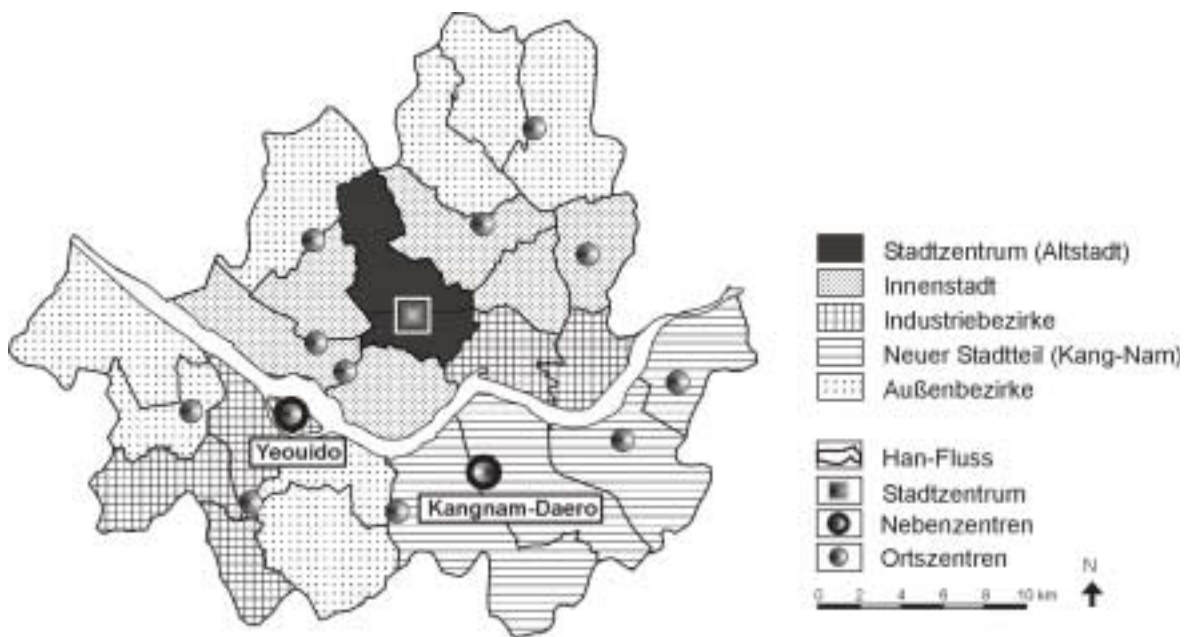 Yeouido
Kangnam-Daero
Stadtzentrum (Altstadt)
Innenstadt
Industriebezirke
Neuer Stadtteil (Kang-Nam)
Außenbezirke
Han-Fluss
Stadtzentrum
Nebenzentren
Ortszentren
N
0 2 4 6 8 10 km